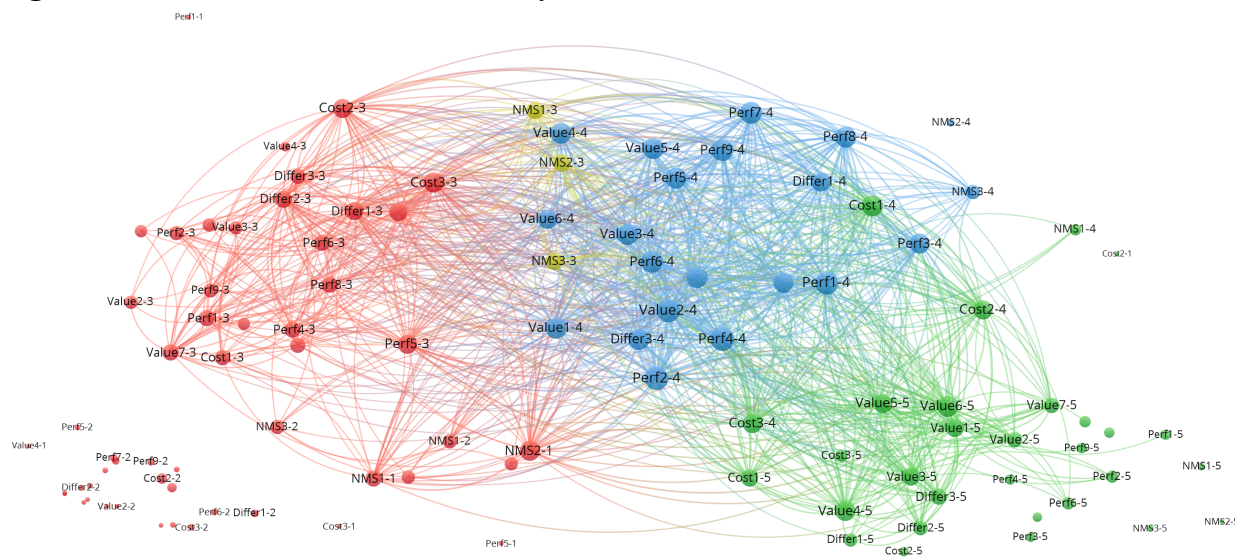 Perf1-1
Cost2-3
NMS1-3
Perf7-4
NMS2-4
Value4-4
Perf8-4
Value4-3
Value5-4
Perf9-4
NMS2-3
Differ3-3
Cost3-3
Perf5-4
Differ1-4
NMS3-4
Differ2-3
Differ1-3
Cost1-4
Value6-4
Perf2-3
Value3-3
Value3-4
NMS1-4
Perf6-3
Perf3-4
Cost2-1
NMS3-3
Perf6-4
Perf8-3
Perf1-4
Perf9-3
Value2-3
Value2-4
Cost2-4
Perf1-3
Perf4-3
Value1-4
Differ3-4
Perf4-4
Perf5-3
Value7-3
Cost1-3
Perf2-4
Value5-5
Value6-5
Value7-5
Cost3-4
NMS3-2
Perf5-2
Value1-5
Perf1-5
Value4-1
NMS1-2
Value2-5
NMS2-1
Perf9-5
Perf7-2
Perf9-2
Cost3-5
NMS1-5
Cost2-2
NMS1-1
Cost1-5
Value3-5
Perf4-5
Perf2-5
Differ2-2
Differ3-5
Value2-2
Perf6-5
Perf6-2
Differ1-2
Value4-5
NMS2-5
Cost3-2
Cost3-1
Differ2-5
NMS3-5
Perf5-1
Differ1-5
Perf3-5
Cost2-5